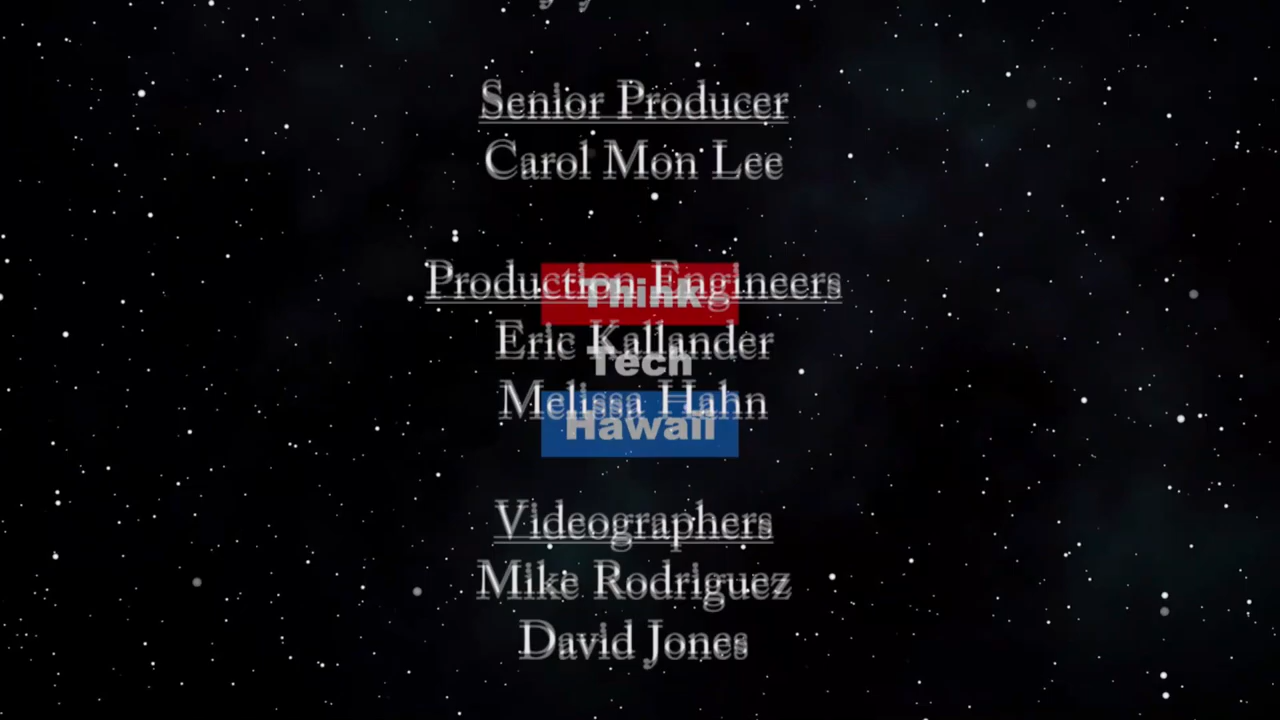 Senior Producer
Carol Mon Lee
Production Engineers
Think
Eric Kallander
Tech
Melissa Hahn
Hawaii
Videographers
Mike Rodriguez
David Jones